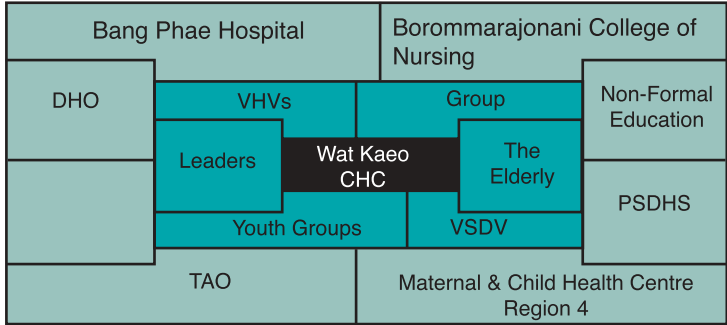 Bang Phae Hospital
Borommarajonani College of
Nursing
DHO
VHVs
Group
Non-Formal
Education
Leaders
Wat Kaeo
CHC
The
Elderly
PSDHS
Youth Groups
VSDV
TAO
Maternal & Child Health Centre
Region 4